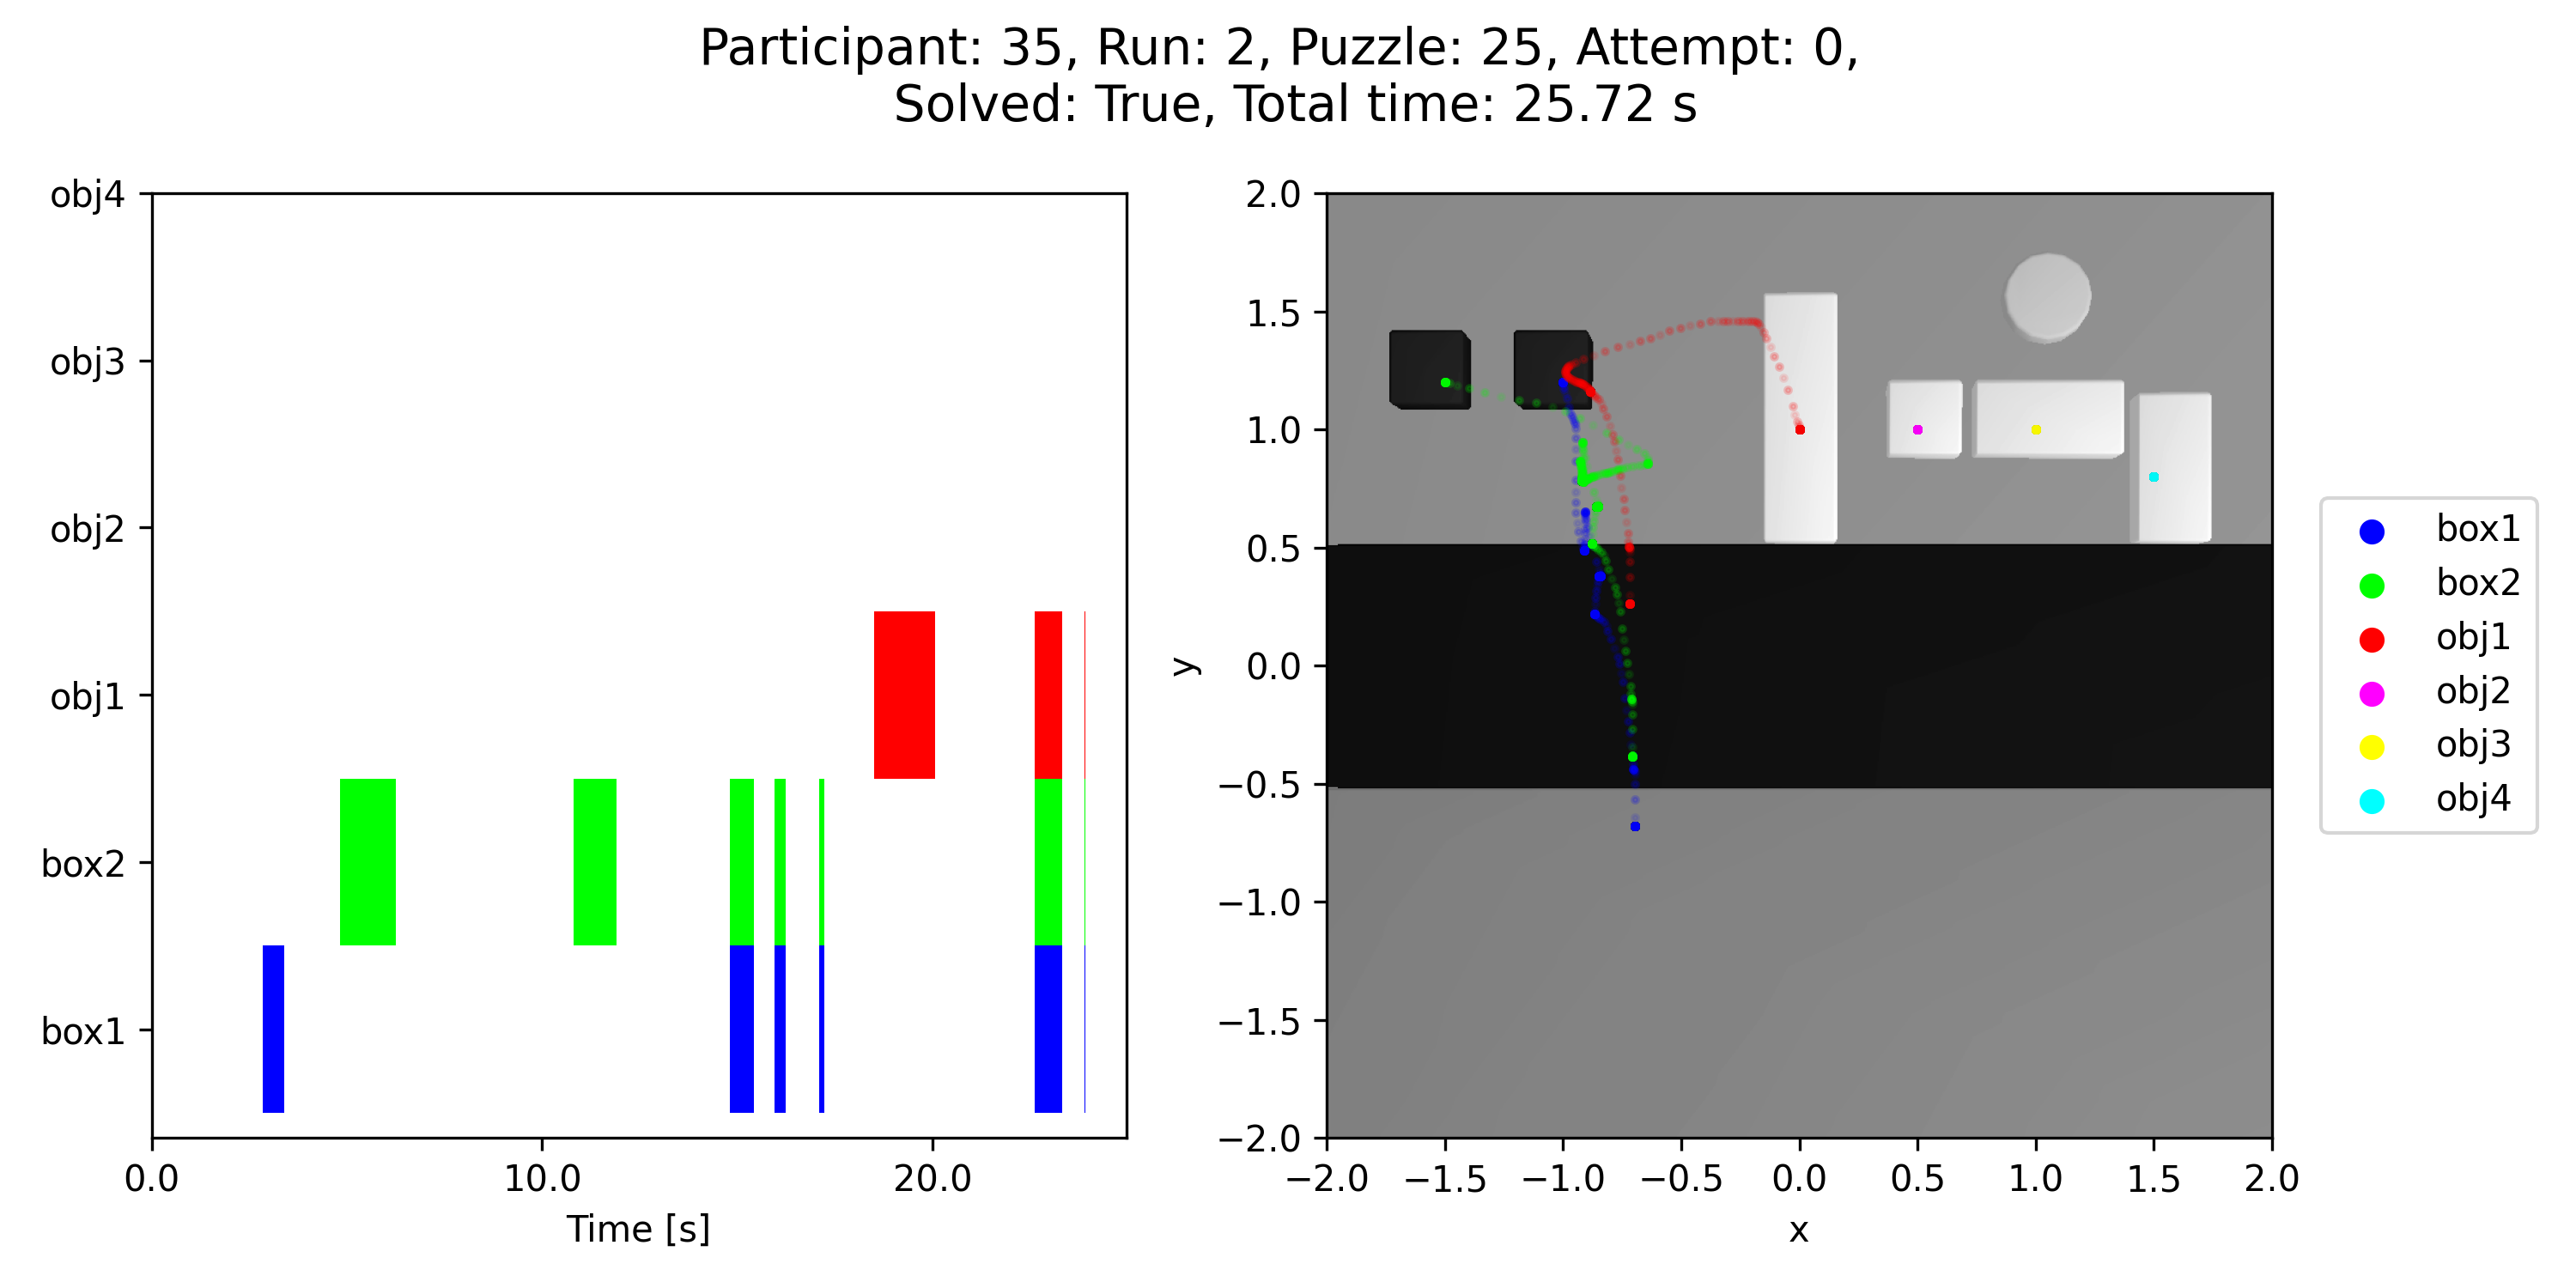 Participant: 35, Run: 2, Puzzle: 25, Attempt: 0,
Solved: True, Total time: 25.72 s
obj4
obj3
obj2
obj1
box2
box1
0.0 10.0 20.0
Time [s]
y
2.0
1.5
1.0
0.5
0.0
−0.5
−1.0
−1.5
−2.0
−2.0 −1.5 −1.0 −0.5 0.0 0.5 1.0 1.5 2.0
x
box1
box2
obj1
obj2
obj3
obj4